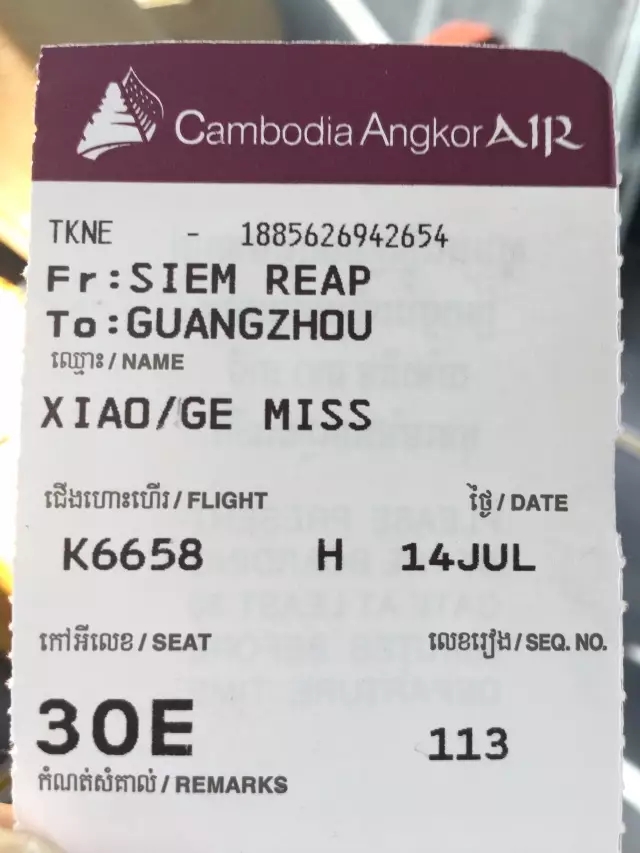 Cambodia Angkor AIR
TKNE - 1885626942654
Fr:SIEM REAP
To:GUANGZHOU
ឈ្មោះ / NAME
XIAO/GE MISS
ជើងហោះហើរ / FLIGHT ថ្ងៃ / DATE
K6658 H 14JUL
កៅអីលេខ / SEAT លេខរៀង / SEQ. NO.
30E 113
កំណត់សំគាល់ / REMARKS